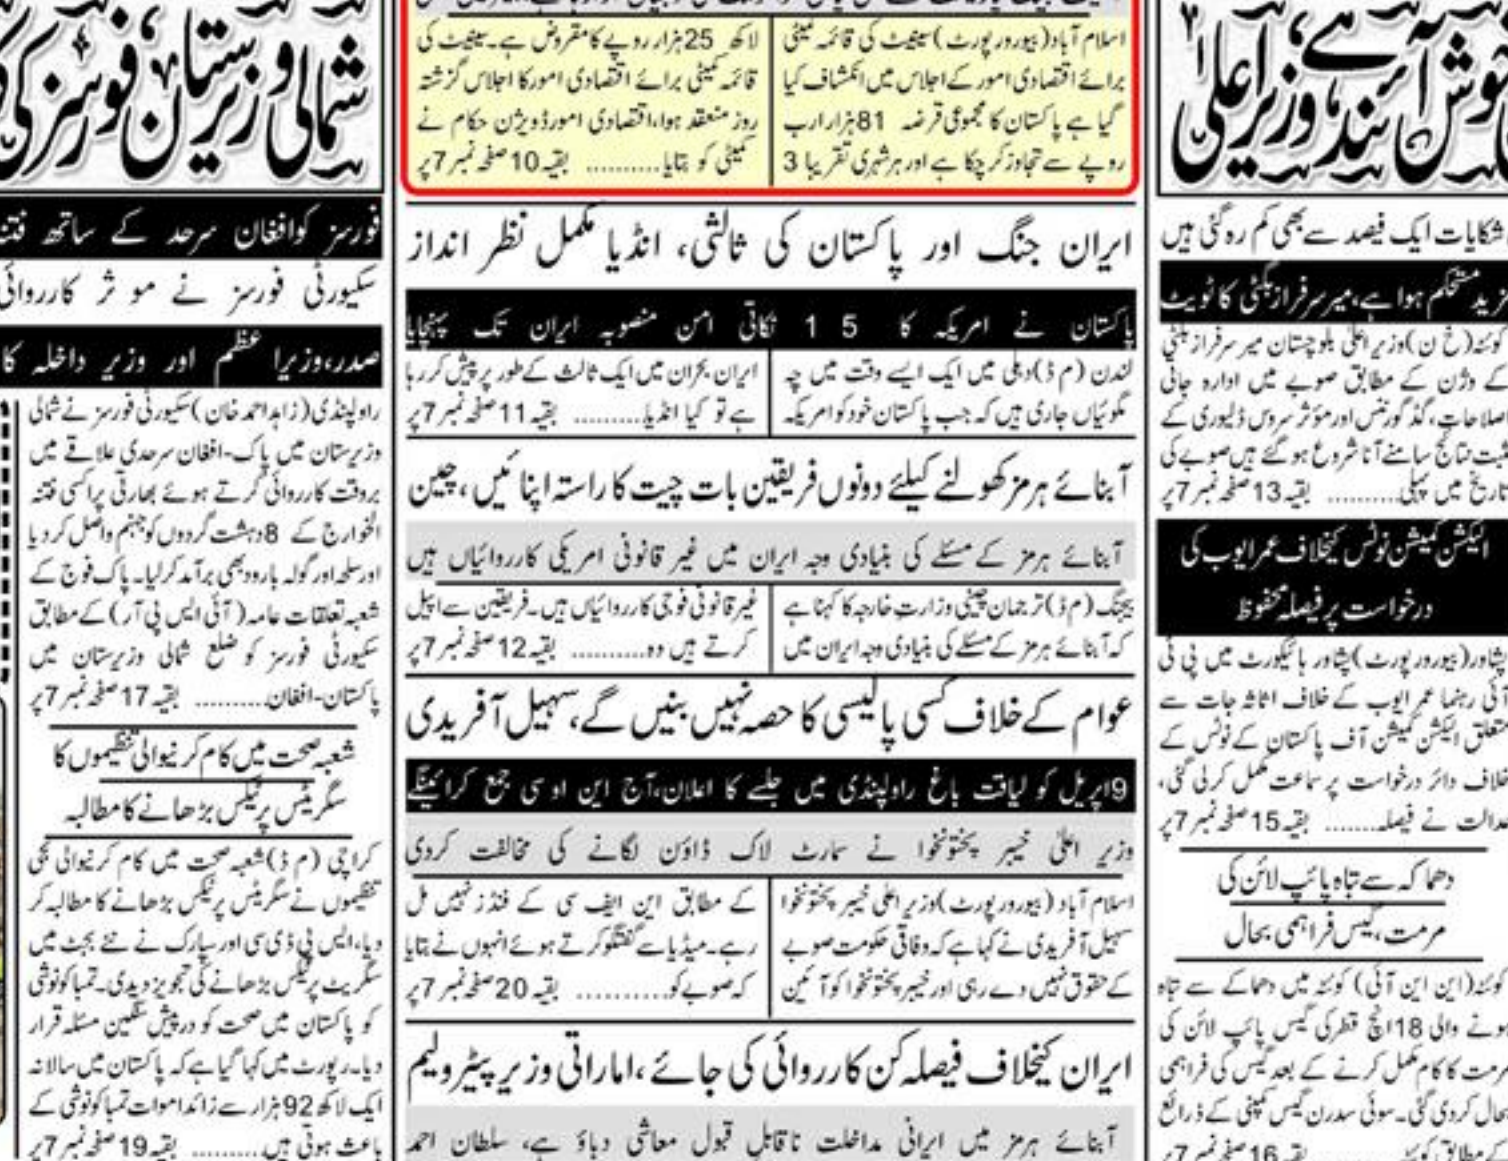 خوش آئند ہے، وزیراعلیٰ
شکایات ایک فیصد سے بھی کم رہ گئی ہیں
مزید مستحکم ہوا ہے، میر سرفراز بگٹی کا ٹویٹ
کوئٹہ (خ ن) وزیراعلیٰ بلوچستان میر سرفراز بگٹی
کے وژن کے مطابق صوبے میں ادارہ جاتی
اصلاحات، گڈ گورننس اور مؤثر سروس ڈلیوری کے
مثبت نتائج سامنے آنا شروع ہو گئے ہیں صوبے کی
تاریخ میں پہلی.......... بقیہ 13 صفحہ نمبر 7 پر
الیکشن کمیشن نوٹس کیخلاف عمر ایوب کی
درخواست پر فیصلہ محفوظ
پشاور (بیورو رپورٹ) پشاور ہائیکورٹ میں پی ٹی
آئی رہنما عمر ایوب کے خلاف اثاثہ جات سے
متعلق الیکشن کمیشن آف پاکستان کے نوٹس کے
خلاف دائر درخواست پر سماعت مکمل کر لی گئی،
عدالت نے فیصلہ........ بقیہ 15 صفحہ نمبر 7 پر
دھماکہ سے تباہ پائپ لائن کی
مرمت، گیس فراہمی بحال
کوئٹہ (این این آئی) کوئٹہ میں دھماکے سے تباہ
ہونے والی 18 انچ قطر کی گیس پائپ لائن کی
مرمت کا کام مکمل کرنے کے بعد گیس کی فراہمی
بحال کر دی گئی۔ سوئی سدرن گیس کمپنی کے ذرائع
کے مطابق کوئٹہ.......... بقیہ 16 صفحہ نمبر 7 پر
اسلام آباد (بیورو رپورٹ) سینیٹ کی قائمہ کمیٹی
برائے اقتصادی امور کے اجلاس میں انکشاف کیا
گیا ہے پاکستان کا مجموعی قرضہ 81 ہزار ارب
روپے سے تجاوز کر چکا ہے اور ہر شہری تقریبا 3
لاکھ 25 ہزار روپے کا مقروض ہے۔ سینیٹ کی
قائمہ کمیٹی برائے اقتصادی امور کا اجلاس گزشتہ
روز منعقد ہوا، اقتصادی امور ڈویژن حکام نے
کمیٹی کو بتایا.......... بقیہ 10 صفحہ نمبر 7 پر
ایران جنگ اور پاکستان کی ثالثی، انڈیا مکمل نظر انداز
پاکستان نے امریکہ کا 15 نکاتی امن منصوبہ ایران تک پہنچایا
لندن (م ڈ) دہلی میں ایک ایسے وقت میں چہ
مگوئیاں جاری ہیں کہ جب پاکستان خود کو امریکہ
ایران بحران میں ایک ثالث کے طور پر پیش کر رہا
ہے تو کیا انڈیا.......... بقیہ 11 صفحہ نمبر 7 پر
آبنائے ہرمز کھولنے کیلئے دونوں فریقین بات چیت کا راستہ اپنائیں، چین
آبنائے ہرمز کے مسئلے کی بنیادی وجہ ایران میں غیر قانونی امریکی کارروائیاں ہیں
بیجنگ (م ڈ) ترجمان چینی وزارت خارجہ کا کہنا ہے
کہ آبنائے ہرمز کے مسئلے کی بنیادی وجہ ایران میں
غیر قانونی فوجی کارروائیاں ہیں۔ فریقین سے اپیل
کرتے ہیں وہ.......... بقیہ 12 صفحہ نمبر 7 پر
عوام کے خلاف کسی پالیسی کا حصہ نہیں بنیں گے، سہیل آفریدی
9 اپریل کو لیاقت باغ راولپنڈی میں جلسے کا اعلان، آج این او سی جمع کرائینگے
وزیر اعلیٰ خیبر پختونخوا نے سمارٹ لاک ڈاؤن لگانے کی مخالفت کردی
اسلام آباد (بیورو رپورٹ) وزیر اعلیٰ خیبر پختونخوا
سہیل آفریدی نے کہا ہے کہ وفاقی حکومت صوبے
کے حقوق نہیں دے رہی اور خیبر پختونخوا کو آئین
کے مطابق این ایف سی کے فنڈز نہیں مل
رہے۔ میڈیا سے گفتگو کرتے ہوئے انہوں نے بتایا
کہ صوبے کو.......... بقیہ 20 صفحہ نمبر 7 پر
ایران کیخلاف فیصلہ کن کارروائی کی جائے، اماراتی وزیر پیٹرولیم
آبنائے ہرمز میں ایرانی مداخلت ناقابل قبول معاشی دباؤ ہے، سلطان احمد
شمالی وزیرستان، فورسز کی
فورسز کو افغان سرحد کے ساتھ
سکیورٹی فورسز نے موثر کارروائی
صدر، وزیراعظم اور وزیر داخلہ کا
راولپنڈی (زاہد احمد خان) سکیورٹی فورسز نے شمالی
وزیرستان میں پاک-افغان سرحدی علاقے میں
بروقت کارروائی کرتے ہوئے بھارتی پراکسی فتنہ
الخوارج کے 8 دہشت گردوں کو جہنم واصل کر دیا
اور سلحہ اور گولہ بارود بھی برآمد کر لیا۔ پاک فوج کے
شعبہ تعلقات عامہ (آئی ایس پی آر) کے مطابق
سکیورٹی فورسز کو ضلع شمالی وزیرستان میں
پاکستان-افغان.......... بقیہ 17 صفحہ نمبر 7 پر
شعبہ صحت میں کام کرنیوالی تنظیموں کا
سگریٹس پر ٹیکس بڑھانے کا مطالبہ
کراچی (م ڈ) شعبہ صحت میں کام کرنیوالی نجی
تنظیموں نے سگریٹس پر ٹیکس بڑھانے کا مطالبہ کر
دیا، ایس پی ڈی سی اور سپارک نے نئے بجٹ میں
سگریٹ پر ٹیکس بڑھانے کی تجویز دیدی۔ تمباکو نوشی
کو پاکستان میں صحت کو درپیش سنگین مسئلہ قرار
دیا۔ رپورٹ میں کہا گیا ہے کہ پاکستان میں سالانہ
ایک لاکھ 92 ہزار سے زائد اموات تمباکو نوشی کے
باعث ہوتی ہیں.......... بقیہ 19 صفحہ نمبر 7 پر